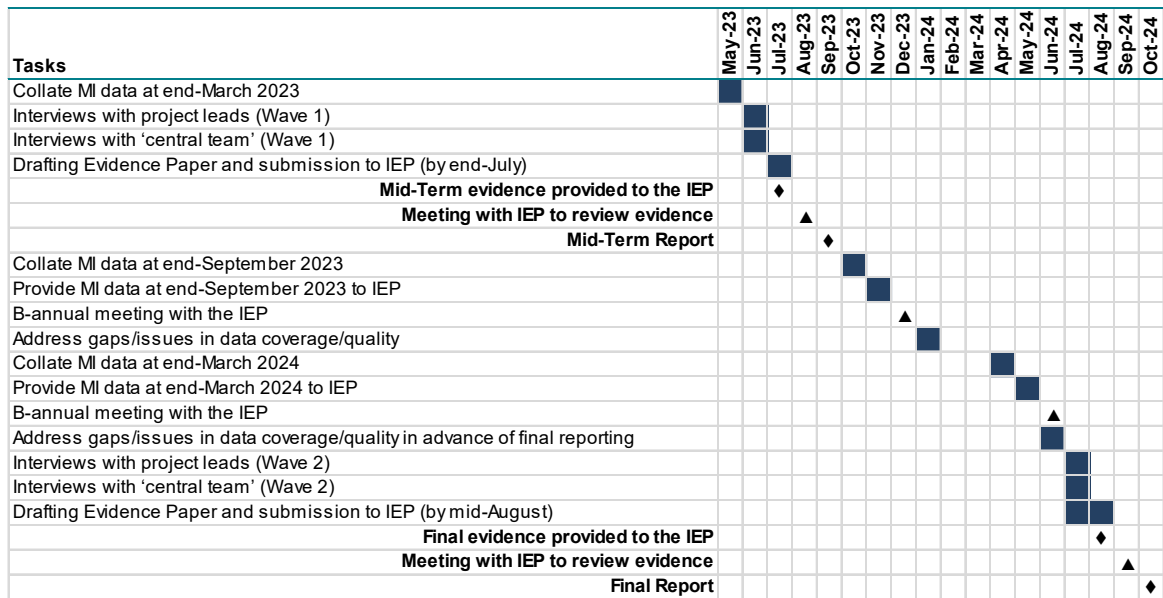 Tasks May-23 Jun-23 Jul-23 Aug-23 Sep-23 Oct-23 Nov-23 Dec-23 Jan-24 Feb-24 Mar-24 Apr-24 May-24 Jun-24 Jul-24 Aug-24 Sep-24 Oct-24
Collate MI data at end-March 2023
Interviews with project leads (Wave 1)
Interviews with ‘central team’ (Wave 1)
Drafting Evidence Paper and submission to IEP (by end-July)
Mid-Term evidence provided to the IEP
Meeting with IEP to review evidence
Mid-Term Report
Collate MI data at end-September 2023
Provide MI data at end-September 2023 to IEP
B-annual meeting with the IEP
Address gaps/issues in data coverage/quality
Collate MI data at end-March 2024
Provide MI data at end-March 2024 to IEP
B-annual meeting with the IEP
Address gaps/issues in data coverage/quality in advance of final reporting
Interviews with project leads (Wave 2)
Interviews with ‘central team’ (Wave 2)
Drafting Evidence Paper and submission to IEP (by mid-August)
Final evidence provided to the IEP
Meeting with IEP to review evidence
Final Report